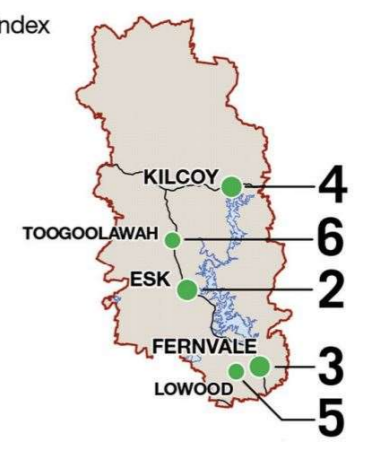 ndex
KILCOY
4
TOOGOOLAWAH
6
ESK
2
FERNVALE
3
LOWOOD
5